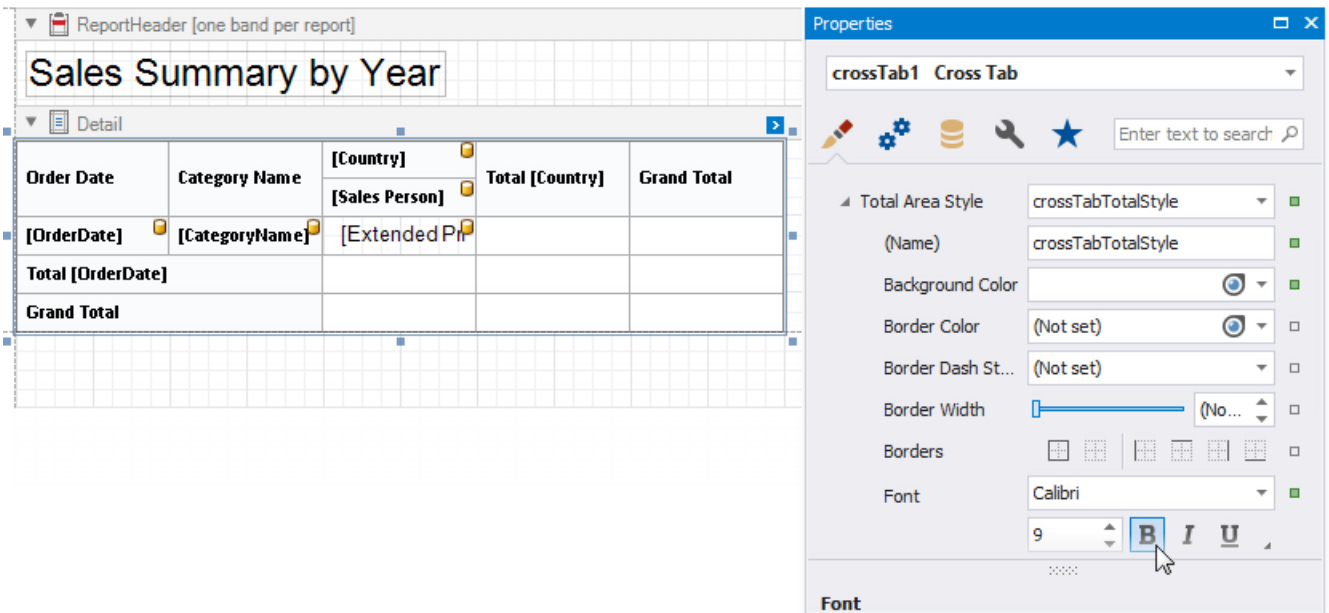 ReportHeader [one band per report]
Sales Summary by Year
Detail
Order Date
Category Name
[Country]
[Sales Person]
Total [Country]
Grand Total
[OrderDate]
[CategoryName]
[Extended Pri
Total [OrderDate]
Grand Total
Properties
crossTab1 Cross Tab
Enter text to search
Total Area Style crossTabTotalStyle
(Name) crossTabTotalStyle
Background Color
Border Color (Not set)
Border Dash St... (Not set)
Border Width (No...
Borders
Font Calibri
9 B I U
Font